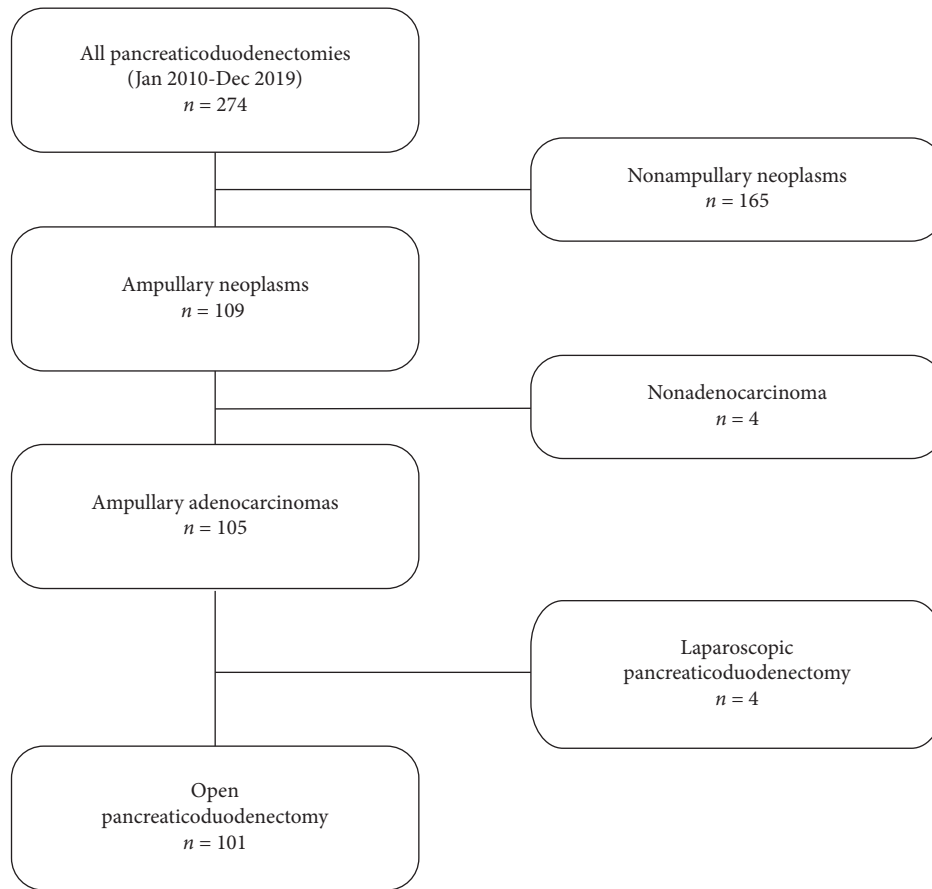 All pancreaticoduodenectomies
(Jan 2010-Dec 2019)
n = 274
Nonampullary neoplasms
n = 165
Ampullary neoplasms
n = 109
Nonadenocarcinoma
n = 4
Ampullary adenocarcinomas
n = 105
Laparoscopic
pancreaticoduodenectomy
n = 4
Open
pancreaticoduodenectomy
n = 101